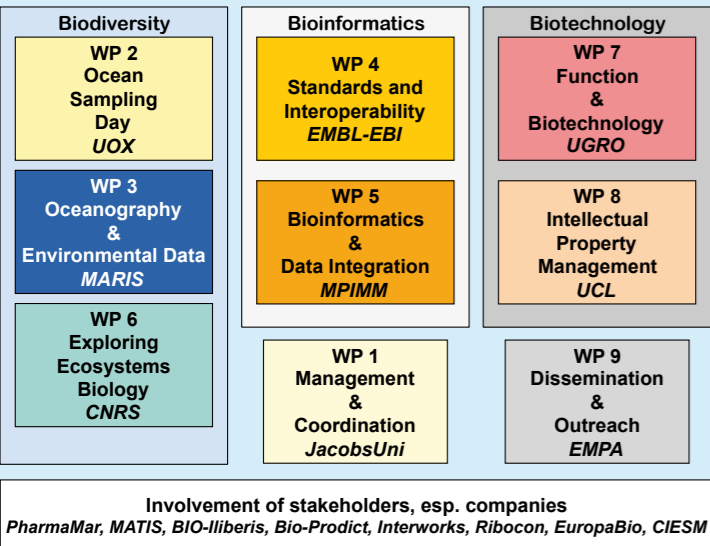 Biodiversity
WP 2
Ocean
Sampling
Day
UOX
WP 3
Oceanography
&
Environmental Data
MARIS
WP 6
Exploring
Ecosystems
Biology
CNRS
Bioinformatics
WP 4
Standards and
Interoperability
EMBL-EBI
WP 5
Bioinformatics
&
Data Integration
MPIMM
WP 1
Management
&
Coordination
JacobsUni
Biotechnology
WP 7
Function
&
Biotechnology
UGRO
WP 8
Intellectual
Property
Management
UCL
WP 9
Dissemination
&
Outreach
EMPA
Involvement of stakeholders, esp. companies
PharmaMar, MATIS, BIO-Iliberis, Bio-Prodict, Interworks, Ribocon, EuropaBio, CIESM